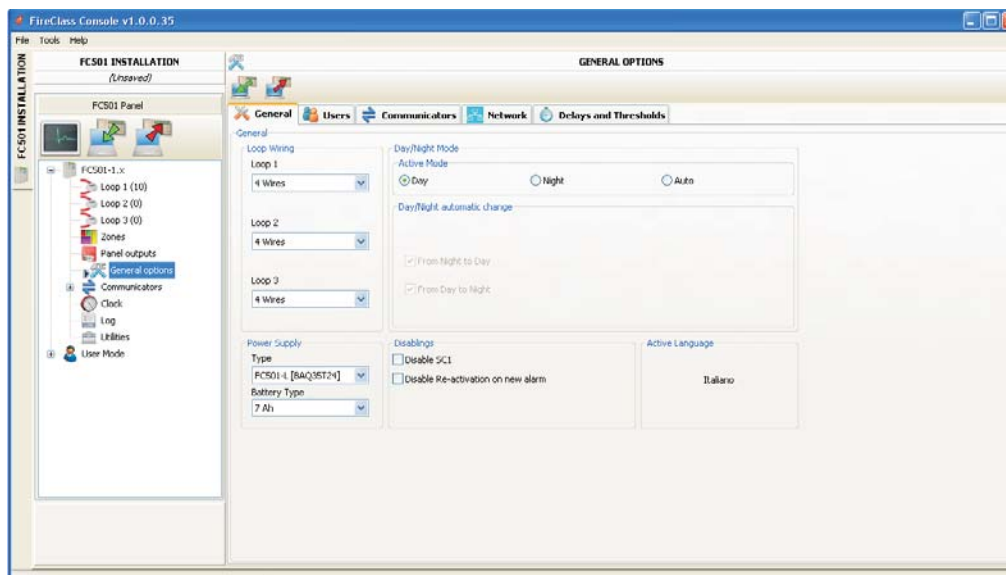 FireClass Console v1.0.0.35
File Tools Help
FC501 INSTALLATION
FC501 INSTALLATION
(Unsaved)
FC501 Panel
FC501-1.x
Loop 1 (10)
Loop 2 (0)
Loop 3 (0)
Zones
Panel outputs
General options
Communicators
Clock
Log
Utilities
User Mode
GENERAL OPTIONS
General Users Communicators Network Delays and Thresholds
General
Loop Wiring
Loop 1
4 Wires
Loop 2
4 Wires
Loop 3
4 Wires
Day/Night Mode
Active Mode
Day Night Auto
Day/Night automatic change
From Night to Day
From Day to Night
Power Supply
Type
FC501-L [BAQ35T24]
Battery Type
7 Ah
Disablings
Disable SC1
Disable Re-activation on new alarm
Active Language
Italiano